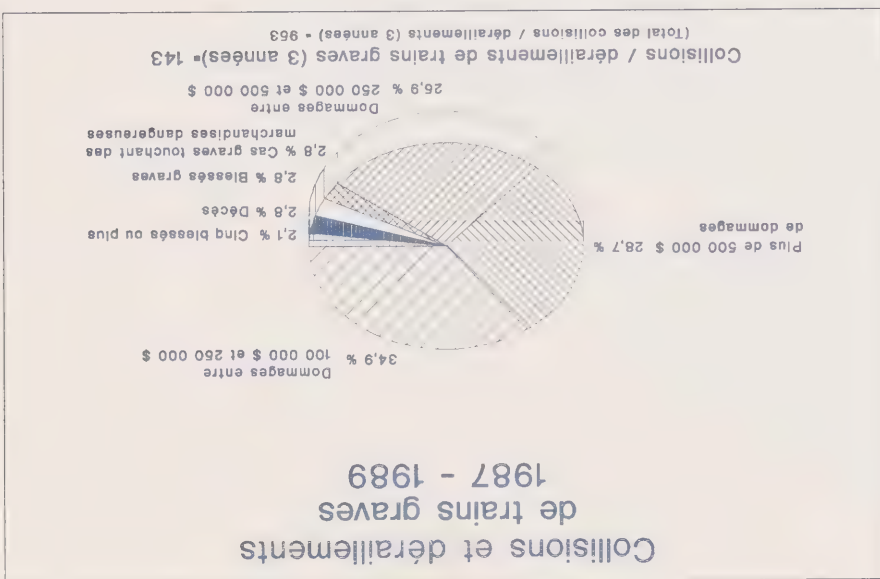 Collisions et déraillements
de trains graves
1987 - 1989
Dommages entre
34,9 % 100 000 $ et 250 000 $
Plus de 500 000 $ 28,7 %
de dommages
2,1 % Cinq blessés ou plus
2,8 % Décès
2,8 % Blessés graves
2,8 % Cas graves touchant des
marchandises dangereuses
Dommages entre
26,9 % 250 000 $ et 500 000 $
Collisions / déraillements de trains graves (3 années)= 143
(Total des collisions / déraillements (3 années) = 953